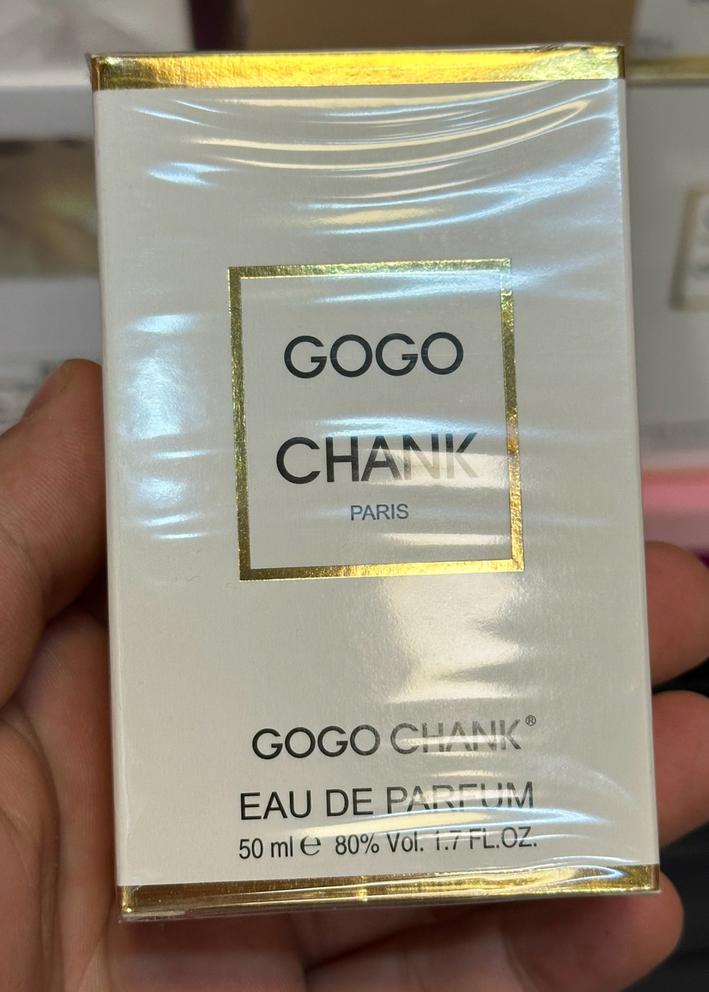 GOGO
CHANK
PARIS
GOGO CHANK®
EAU DE PARFUM
50 ml ℮ 80% Vol. 1.7 FL.OZ.